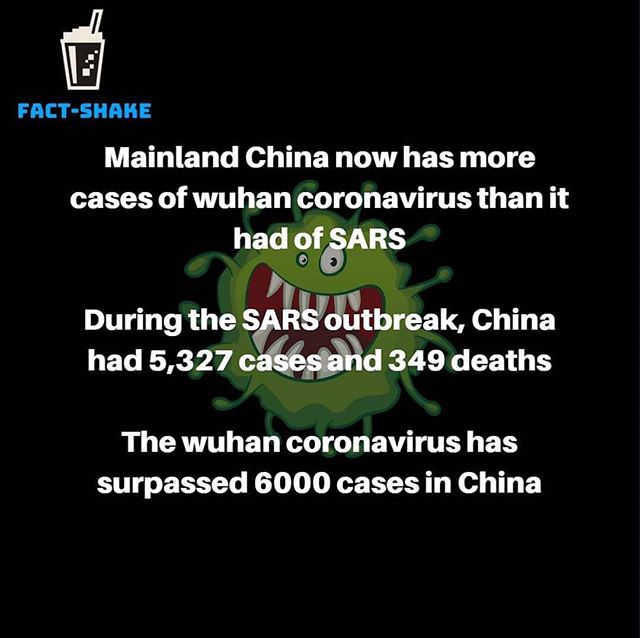 FACT-SHAKE
Mainland China now has more
cases of wuhan coronavirus than it
had of SARS
During the SARS outbreak, China
had 5,327 cases and 349 deaths
The wuhan coronavirus has
surpassed 6000 cases in China